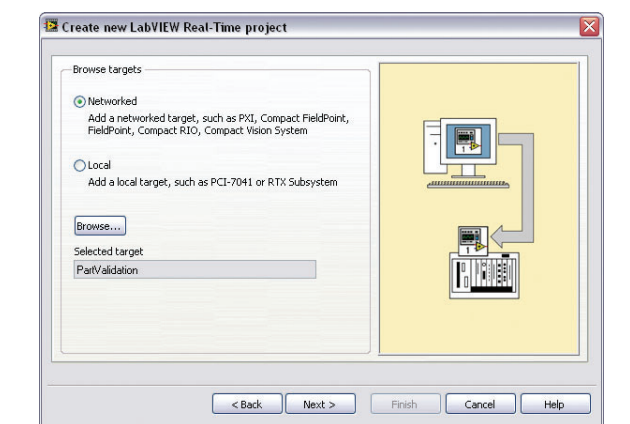 Create new LabVIEW Real-Time project
Browse targets
Networked
Add a networked target, such as PXI, Compact FieldPoint,
FieldPoint, Compact RIO, Compact Vision System
Local
Add a local target, such as PCI-7041 or RTX Subsystem
Browse...
Selected target
PartValidation
1
1
< Back Next > Finish Cancel Help